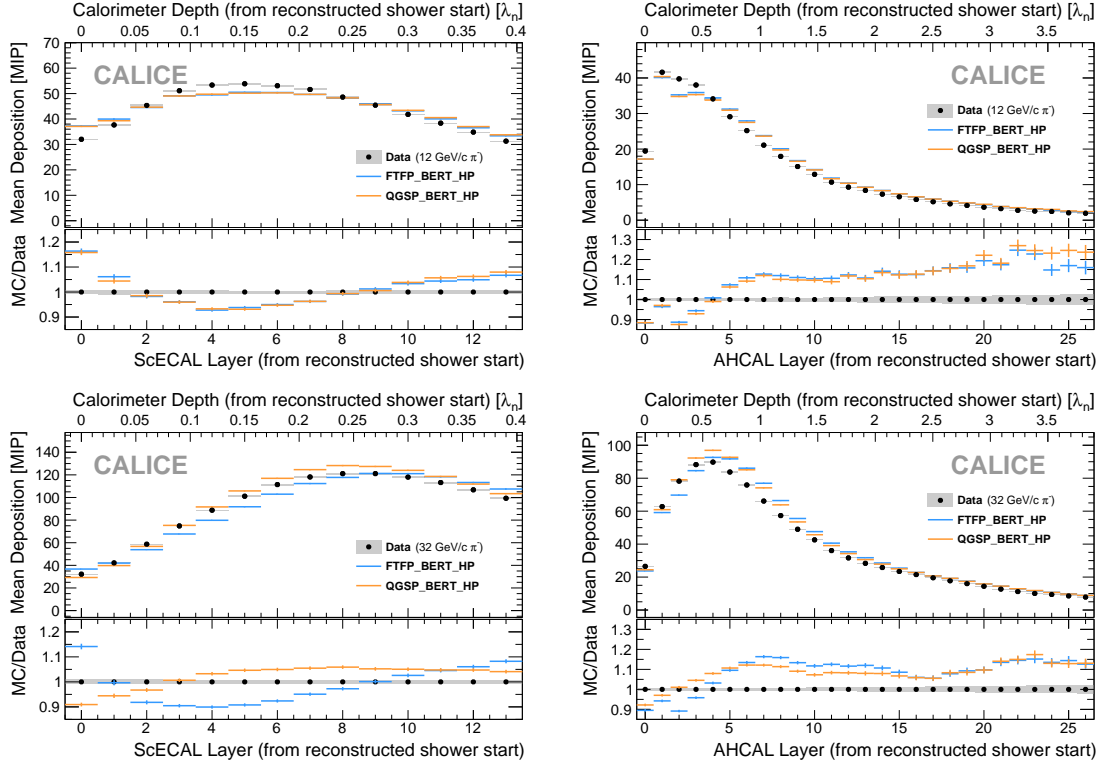 Calorimeter Depth (from reconstructed shower start) [λn]
0 0.05 0.1 0.15 0.2 0.25 0.3 0.35 0.4
Mean Deposition [MIP]
70
60
50
40
30
20
10
0
CALICE
Data (12 GeV/c π-)
FTFP_BERT_HP
QGSP_BERT_HP
MC/Data
1.2
1.1
1
0.9
0 2 4 6 8 10 12
ScECAL Layer (from reconstructed shower start)
Calorimeter Depth (from reconstructed shower start) [λn]
0 0.5 1 1.5 2 2.5 3 3.5
Mean Deposition [MIP]
40
30
20
10
0
CALICE
Data (12 GeV/c π-)
FTFP_BERT_HP
QGSP_BERT_HP
MC/Data
1.3
1.2
1.1
1
0.9
0 5 10 15 20 25
AHCAL Layer (from reconstructed shower start)
Calorimeter Depth (from reconstructed shower start) [λn]
0 0.05 0.1 0.15 0.2 0.25 0.3 0.35 0.4
Mean Deposition [MIP]
140
120
100
80
60
40
20
0
CALICE
Data (32 GeV/c π-)
FTFP_BERT_HP
QGSP_BERT_HP
MC/Data
1.2
1.1
1
0.9
0 2 4 6 8 10 12
ScECAL Layer (from reconstructed shower start)
Calorimeter Depth (from reconstructed shower start) [λn]
0 0.5 1 1.5 2 2.5 3 3.5
Mean Deposition [MIP]
100
80
60
40
20
0
CALICE
Data (32 GeV/c π-)
FTFP_BERT_HP
QGSP_BERT_HP
MC/Data
1.3
1.2
1.1
1
0.9
0 5 10 15 20 25
AHCAL Layer (from reconstructed shower start)